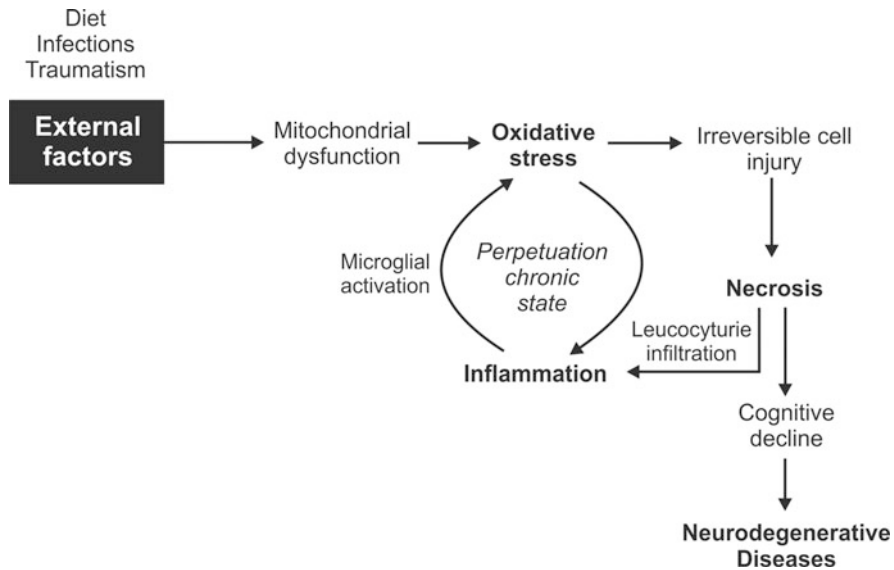 Diet
Infections
Traumatism
External
factors
Mitochondrial
dysfunction
Oxidative
stress
Irreversible cell
injury
Microglial
activation
Perpetuation
chronic
state
Necrosis
Leucocyturie
infiltration
Inflammation
Cognitive
decline
Neurodegenerative
Diseases